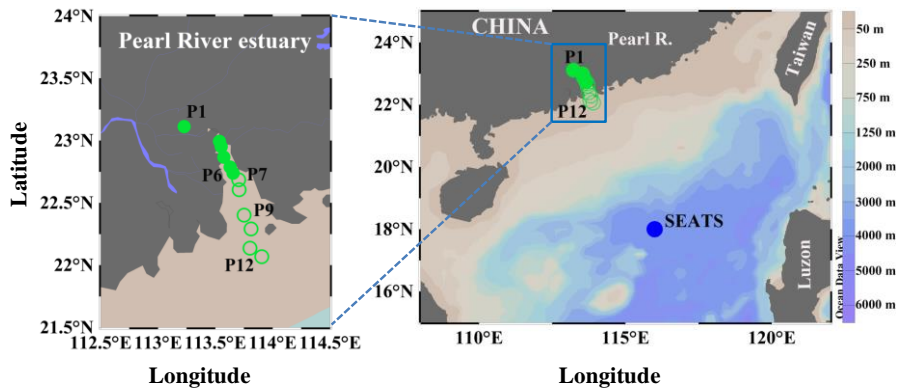 24°N
23.5°N
23°N
22.5°N
22°N
21.5°N
Latitude
Pearl River estuary
P1
P6
P7
P9
P12
112.5°E
113.5°E
114.5°E
113°E
114°E
Longitude
24°N
22°N
20°N
18°N
16°N
CHINA
Pearl R.
P1
P12
Taiwan
SEATS
Luzon
110°E
115°E
120°E
Longitude
Ocean Data View
50 m
250 m
750 m
1250 m
2000 m
3000 m
4000 m
5000 m
6000 m